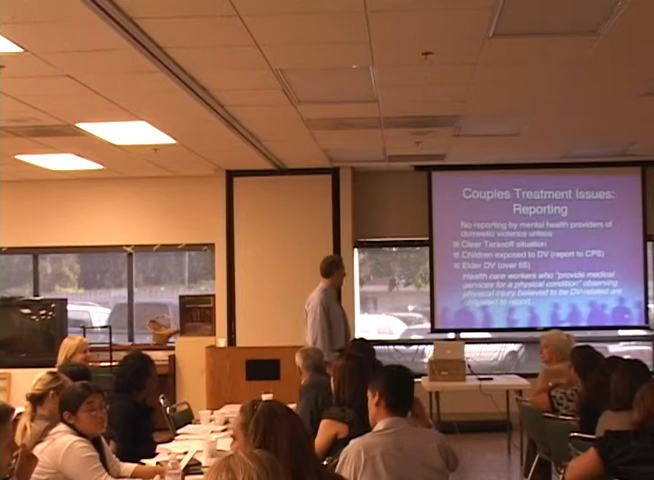 Couples Treatment Issues:
Reporting
No reporting by mental health providers of
domestic violence unless
Clear Tarasoff situation
Children exposed to DV (report to CPS)
Elder DV (over 65)
Health care workers who "provide medical
services for a physical condition" observing
physical injury believed to be DV-related are
to report